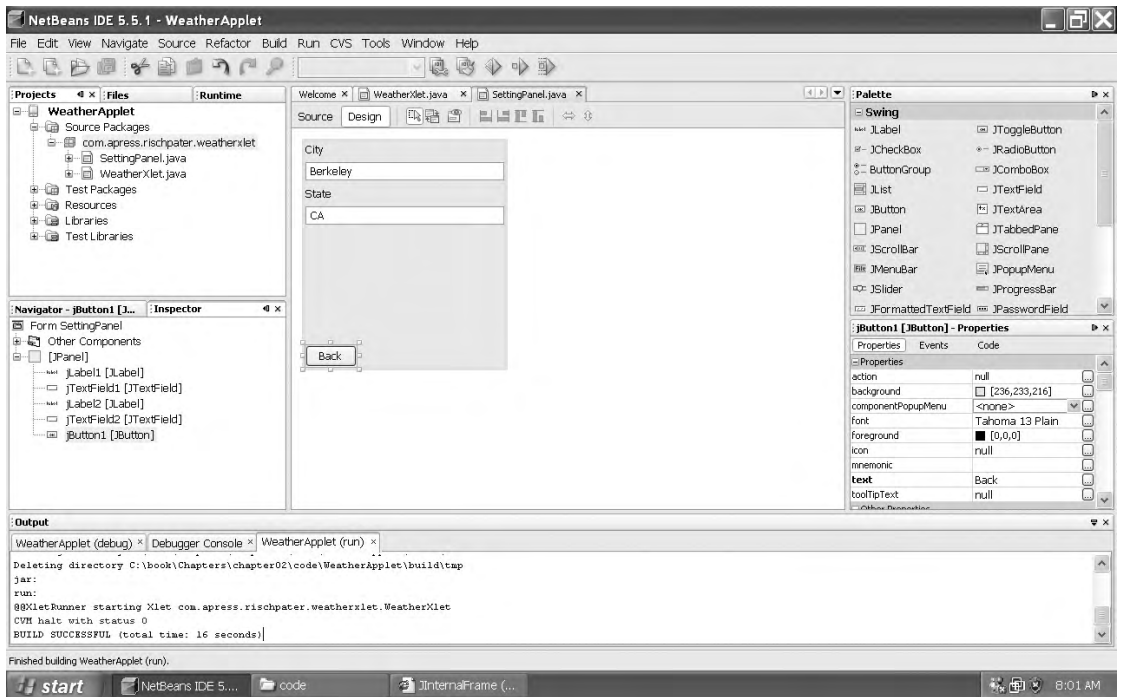 NetBeans IDE 5.5.1 - WeatherApplet
File Edit View Navigate Source Refactor Build Run CVS Tools Window Help
Projects Files Runtime
WeatherApplet
Source Packages
com.apress.rischpater.weatherxlet
SettingPanel.java
WeatherXlet.java
Test Packages
Resources
Libraries
Test Libraries
Navigator - jButton1 [J... Inspector
Form SettingPanel
Other Components
[JPanel]
jLabel1 [JLabel]
jTextField1 [JTextField]
jLabel2 [JLabel]
jTextField2 [JTextField]
jButton1 [JButton]
Welcome WeatherXlet.java SettingPanel.java
Source Design
City
Berkeley
State
CA
Back
Palette
Swing
JLabel JToggleButton
JCheckBox JRadioButton
ButtonGroup JComboBox
JList JTextField
JButton JTextArea
JPanel JTabbedPane
JScrollBar JScrollPane
JMenuBar JPopupMenu
JSlider JProgressBar
JFormattedTextField JPasswordField
jButton1 [JButton] - Properties
Properties Events Code
Properties
action null
background [236,233,216]
componentPopupMenu <none>
font Tahoma 13 Plain
foreground [0,0,0]
icon null
mnemonic
text Back
toolTipText null
Other Properties
Output
WeatherApplet (debug) Debugger Console WeatherApplet (run)
Deleting directory C:\book\Chapters\chapter02\code\WeatherApplet\build\tmp
jar:
run:
@@XletRunner starting Xlet com.apress.rischpater.weatherxlet.WeatherXlet
CVM halt with status 0
BUILD SUCCESSFUL (total time: 16 seconds)
Finished building WeatherApplet (run).
start NetBeans IDE 5.... code JInternalFrame (... 8:01 AM